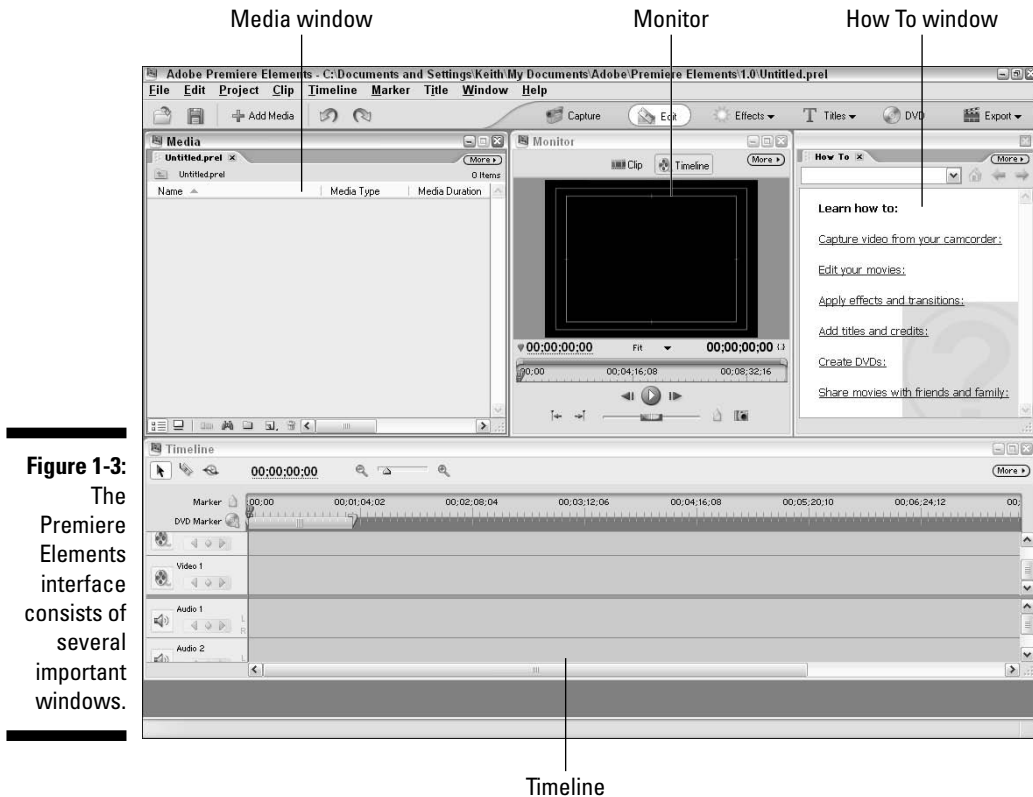 Media window
Monitor
How To window
Adobe Premiere Elements - C:\Documents and Settings\Keith\My Documents\Adobe\Premiere Elements\1.0\Untitled.prel
File Edit Project Clip Timeline Marker Title Window Help
Add Media
Capture
Edit
Effects
Titles
DVD
Export
Media
Untitled.prel
More
Untitled.prel
0 Items
Name
Media Type
Media Duration
Monitor
Clip
Timeline
More
00;00;00;00
Fit
00;00;00;00
00;00
00;04;16;08
00;08;32;16
How To
More
Learn how to:
Capture video from your camcorder:
Edit your movies:
Apply effects and transitions:
Add titles and credits:
Create DVDs:
Share movies with friends and family:
Timeline
00;00;00;00
More
Marker
;00;00
00;01;04;02
00;02;08;04
00;03;12;06
00;04;16;08
00;05;20;10
00;06;24;12
00;
DVD Marker
Video 1
Audio 1
L
R
Audio 2
L
Figure 1-3:
The
Premiere
Elements
interface
consists of
several
important
windows.
Timeline